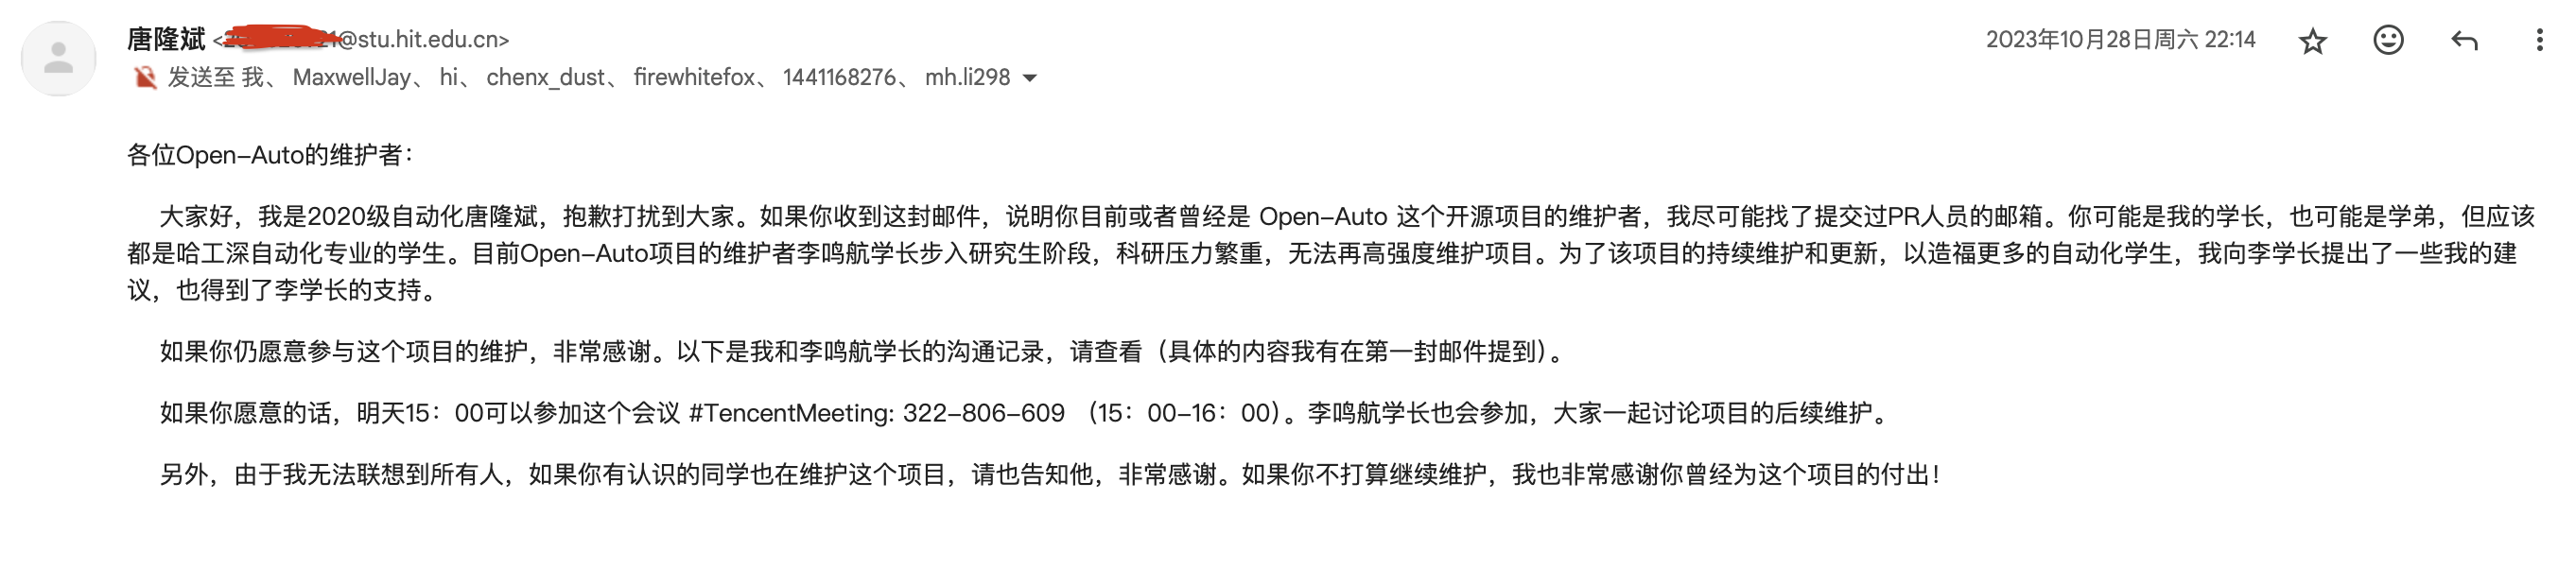 唐隆斌 <@stu.hit.edu.cn>
2023年10月28日周六 22:14
发送至 我、 MaxwellJay、 hi、 chenx_dust、 firewhitefox、 1441168276、 mh.li298
各位Open-Auto的维护者：
大家好，我是2020级自动化唐隆斌，抱歉打扰到大家。如果你收到这封邮件，说明你目前或者曾经是 Open-Auto 这个开源项目的维护者，我尽可能找了提交过PR人员的邮箱。你可能是我的学长，也可能是学弟，但应该
都是哈工深自动化专业的学生。目前Open-Auto项目的维护者李鸣航学长步入研究生阶段，科研压力繁重，无法再高强度维护项目。为了该项目的持续维护和更新，以造福更多的自动化学生，我向李学长提出了一些我的建
议，也得到了李学长的支持。
如果你仍愿意参与这个项目的维护，非常感谢。以下是我和李鸣航学长的沟通记录，请查看（具体的内容我有在第一封邮件提到）。
如果你愿意的话，明天15：00可以参加这个会议 #TencentMeeting: 322-806-609 （15：00-16：00）。李鸣航学长也会参加，大家一起讨论项目的后续维护。
另外，由于我无法联想到所有人，如果你有认识的同学也在维护这个项目，请也告知他，非常感谢。如果你不打算继续维护，我也非常感谢你曾经为这个项目的付出！